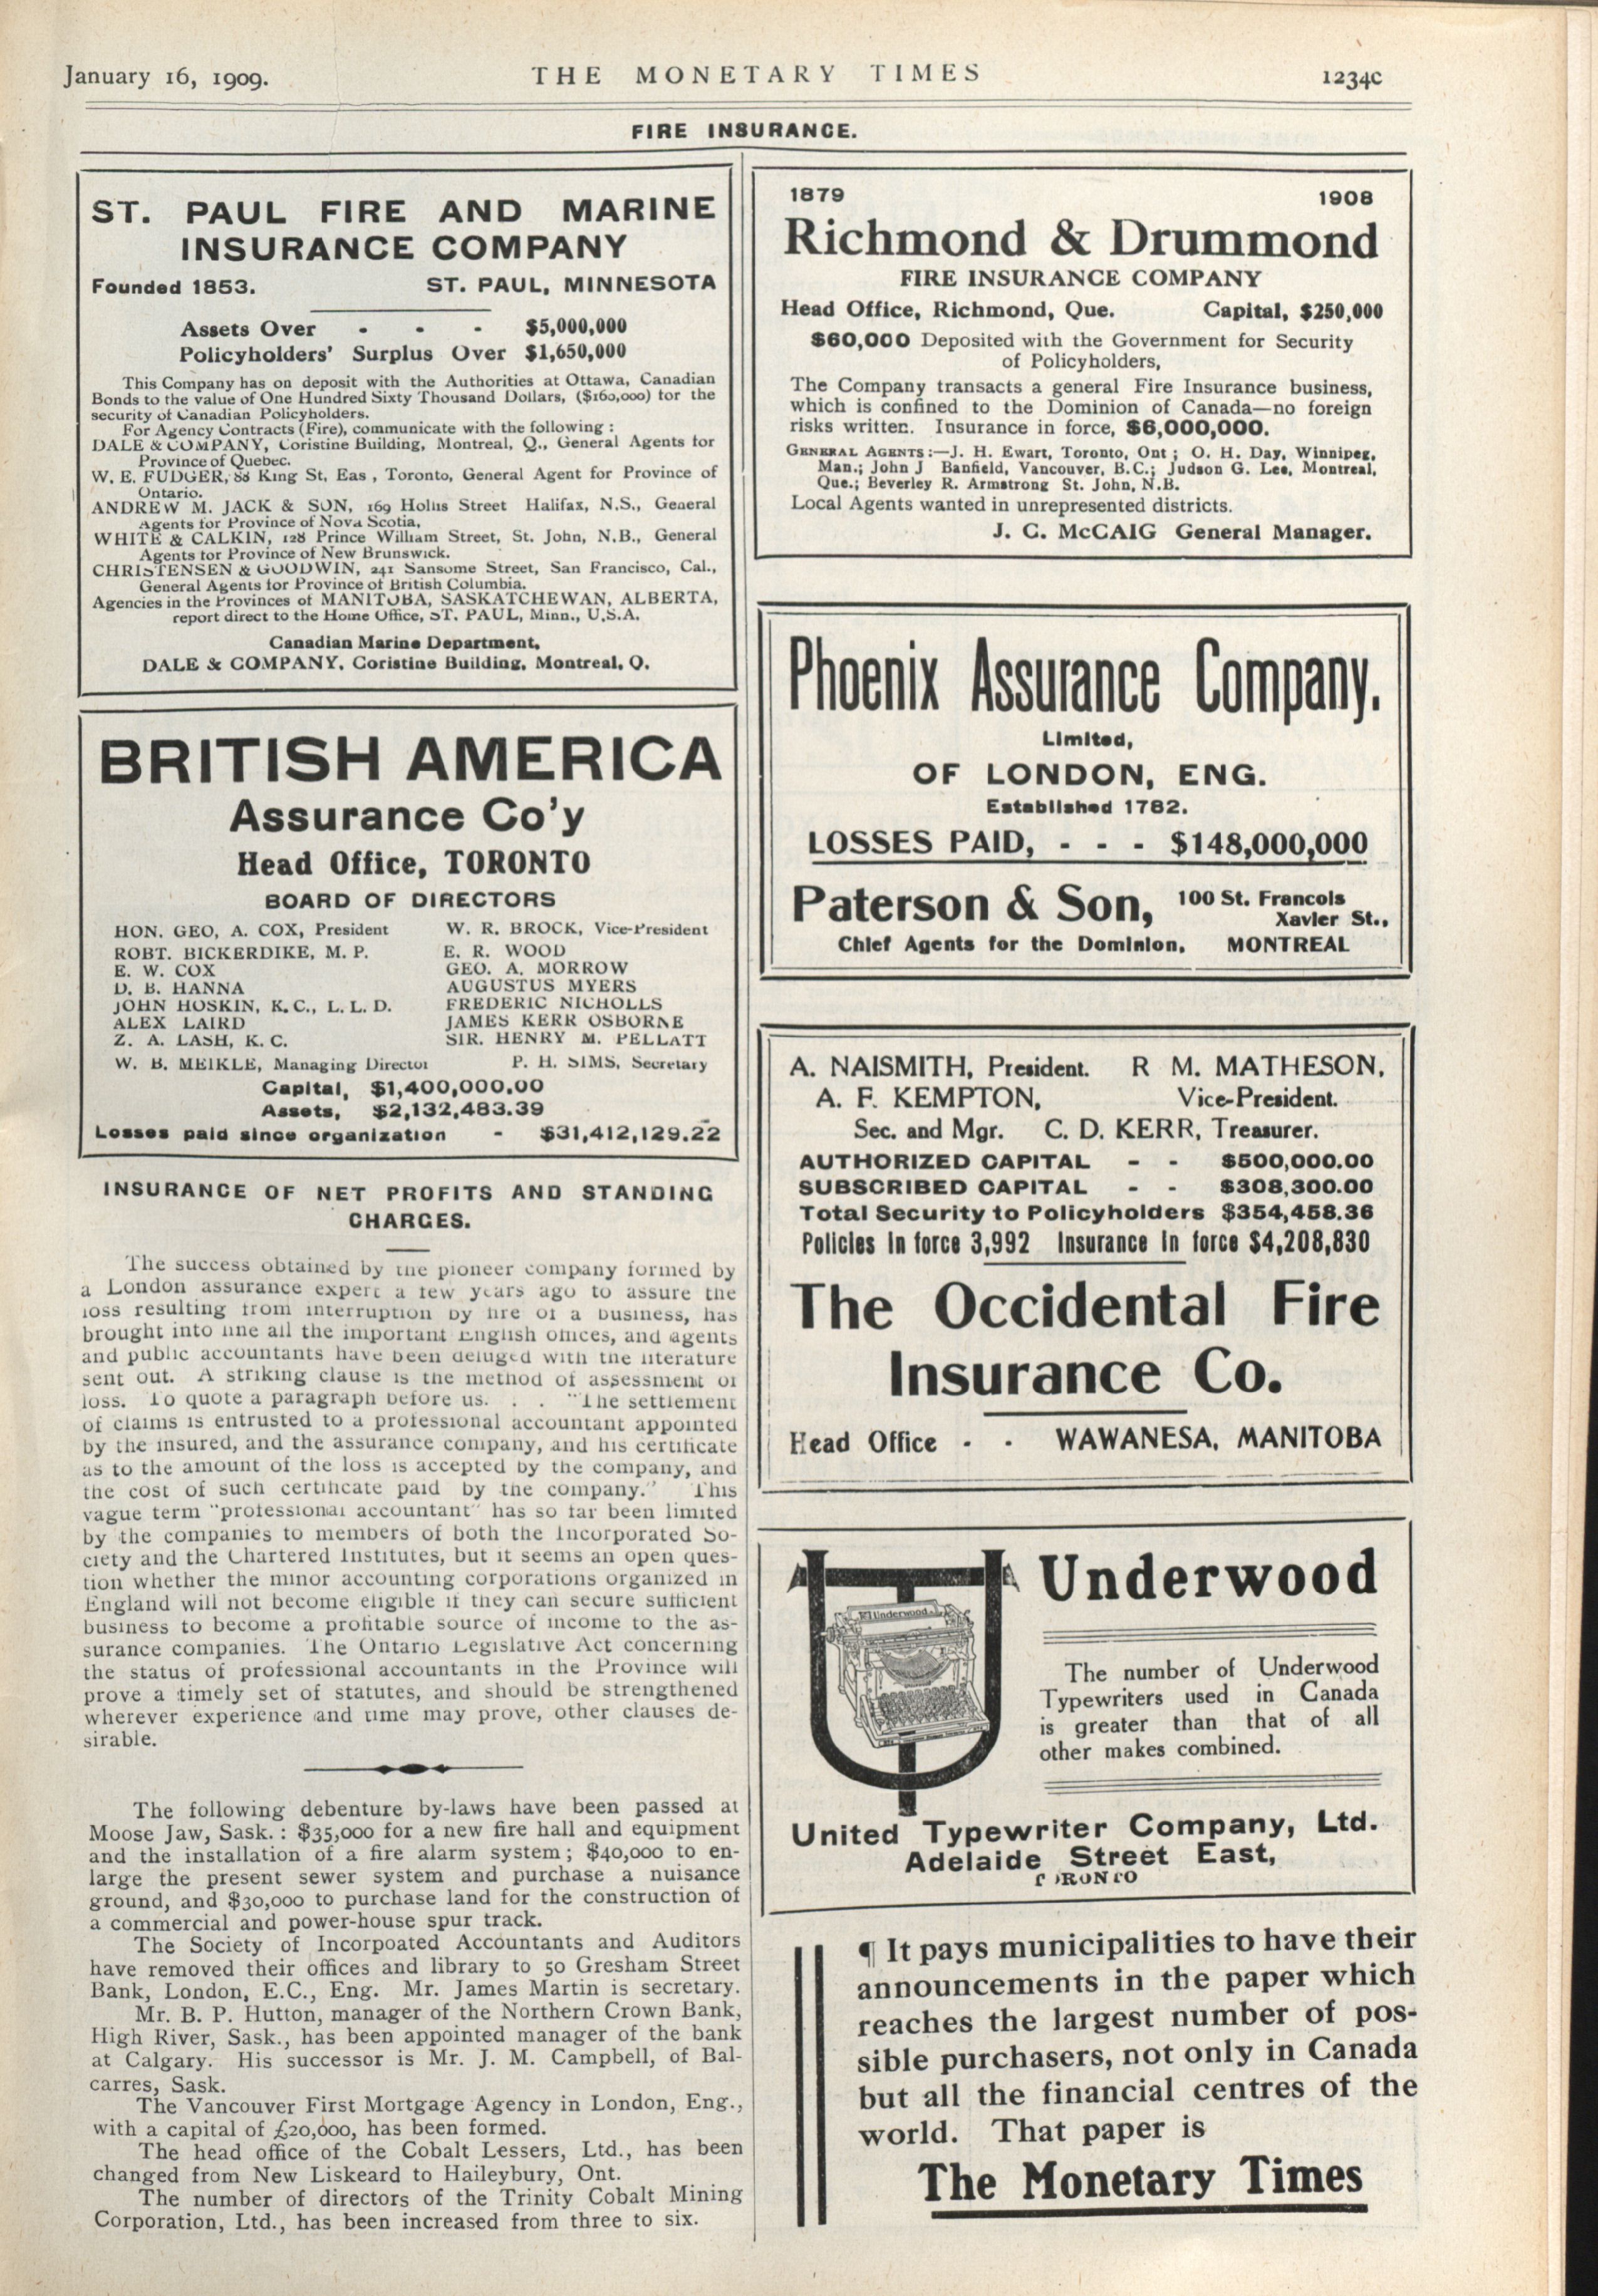 January 16, 1909.
THE MONETARY TIMES
1234c
FIRE INSURANCE.
ST. PAUL FIRE AND MARINE
INSURANCE COMPANY
Founded 1853. ST. PAUL, MINNESOTA
Assets Over - - - $5,000,000
Policyholders' Surplus Over $1,650,000
This Company has on deposit with the Authorities at Ottawa, Canadian
Bonds to the value of One Hundred Sixty Thousand Dollars, ($160,000) for the
security of Canadian Policyholders.
For Agency Contracts (Fire), communicate with the following :
DALE & COMPANY, Coristine Building, Montreal, Q., General Agents for
Province of Quebec.
W. E. FUDGER, 88 King St, Eas , Toronto, General Agent for Province of
Ontario.
ANDREW M. JACK & SON, 169 Hollis Street Halifax, N.S., General
Agents for Province of Nova Scotia,
WHITE & CALKIN, 128 Prince William Street, St. John, N.B., General
Agents for Province of New Brunswick.
CHRISTENSEN & GOODWIN, 241 Sansome Street, San Francisco, Cal.,
General Agents for Province of British Columbia.
Agencies in the Provinces of MANITOBA, SASKATCHEWAN, ALBERTA,
report direct to the Home Office, ST. PAUL, Minn., U.S.A.
Canadian Marine Department,
DALE & COMPANY, Coristine Building, Montreal, Q.
BRITISH AMERICA
Assurance Co'y
Head Office, TORONTO
BOARD OF DIRECTORS
HON. GEO, A. COX, President W. R. BROCK, Vice-President
ROBT. BICKERDIKE, M. P. E. R. WOOD
E. W. COX GEO. A. MORROW
D. B. HANNA AUGUSTUS MYERS
JOHN HOSKIN, K.C., L. L. D. FREDERIC NICHOLLS
ALEX LAIRD JAMES KERR OSBORNE
Z. A. LASH, K. C. SIR. HENRY M. PELLATT
W. B. MEIKLE, Managing Director P. H. SIMS, Secretary
Capital, $1,400,000.00
Assets, $2,132,483.39
Losses paid since organization - $31,412,129.22
INSURANCE OF NET PROFITS AND STANDING
CHARGES.
The success obtained by the pioneer company formed by
a London assurance expert a few years ago to assure the
loss resulting from interruption by fire of a business, has
brought into line all the important English offices, and agents
and public accountants have been deluged with the literature
sent out. A striking clause is the method of assessment of
loss. To quote a paragraph before us. . . "The settlement
of claims is entrusted to a professional accountant appointed
by the insured, and the assurance company, and his certificate
as to the amount of the loss is accepted by the company, and
the cost of such certificate paid by the company." This
vague term "professional accountant" has so far been limited
by the companies to members of both the Incorporated So-
ciety and the Chartered Institutes, but it seems an open ques-
tion whether the minor accounting corporations organized in
England will not become eligible if they can secure sufficient
business to become a profitable source of income to the as-
surance companies. The Ontario Legislative Act concerning
the status of professional accountants in the Province will
prove a timely set of statutes, and should be strengthened
wherever experience and time may prove, other clauses de-
sirable.
The following debenture by-laws have been passed at
Moose Jaw, Sask. : $35,000 for a new fire hall and equipment
and the installation of a fire alarm system ; $40,000 to en-
large the present sewer system and purchase a nuisance
ground, and $30,000 to purchase land for the construction of
a commercial and power-house spur track.
The Society of Incorpoated Accountants and Auditors
have removed their offices and library to 50 Gresham Street
Bank, London, E.C., Eng. Mr. James Martin is secretary.
Mr. B. P. Hutton, manager of the Northern Crown Bank,
High River, Sask., has been appointed manager of the bank
at Calgary. His successor is Mr. J. M. Campbell, of Bal-
carres, Sask.
The Vancouver First Mortgage Agency in London, Eng.,
with a capital of £20,000, has been formed.
The head office of the Cobalt Lessers, Ltd., has been
changed from New Liskeard to Haileybury, Ont.
The number of directors of the Trinity Cobalt Mining
Corporation, Ltd., has been increased from three to six.
1879 1908
Richmond & Drummond
FIRE INSURANCE COMPANY
Head Office, Richmond, Que. Capital, $250,000
$60,000 Deposited with the Government for Security
of Policyholders,
The Company transacts a general Fire Insurance business,
which is confined to the Dominion of Canada—no foreign
risks written. Insurance in force, $6,000,000.
GENERAL AGENTS :—J. H. Ewart, Toronto, Ont ; O. H. Day, Winnipeg,
Man.; John J Banfield, Vancouver, B.C.; Judson G. Lee, Montreal,
Que.; Beverley R. Armstrong St. John, N.B.
Local Agents wanted in unrepresented districts.
J. C. McCAIG General Manager.
Phoenix Assurance Company.
Limited,
OF LONDON, ENG.
Established 1782.
LOSSES PAID, - - - $148,000,000
Paterson & Son, 100 St. Francois
Xavier St.,
Chief Agents for the Dominion, MONTREAL
A. NAISMITH, President. R M. MATHESON,
A. F. KEMPTON, Vice-President.
Sec. and Mgr. C. D. KERR, Treasurer.
AUTHORIZED CAPITAL - - $500,000.00
SUBSCRIBED CAPITAL - - $308,300.00
Total Security to Policyholders $354,458.36
Policies in force 3,992 Insurance in force $4,208,830
The Occidental Fire
Insurance Co.
Head Office - - WAWANESA, MANITOBA
Underwood
Underwood
The number of Underwood
Typewriters used in Canada
is greater than that of all
other makes combined.
United Typewriter Company, Ltd.
Adelaide Street East,
TORONTO
¶ It pays municipalities to have their
announcements in the paper which
reaches the largest number of pos-
sible purchasers, not only in Canada
but all the financial centres of the
world. That paper is
The Monetary Times